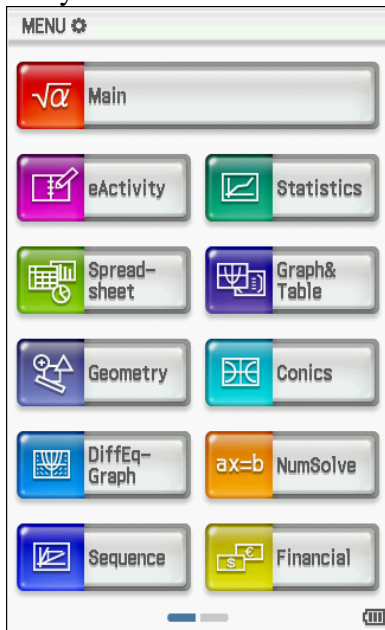 MENU
√α Main
eActivity
Statistics
Spread-
sheet
Graph&
Table
Geometry
Conics
DiffEq-
Graph
ax=b NumSolve
Sequence
$ €
Financial